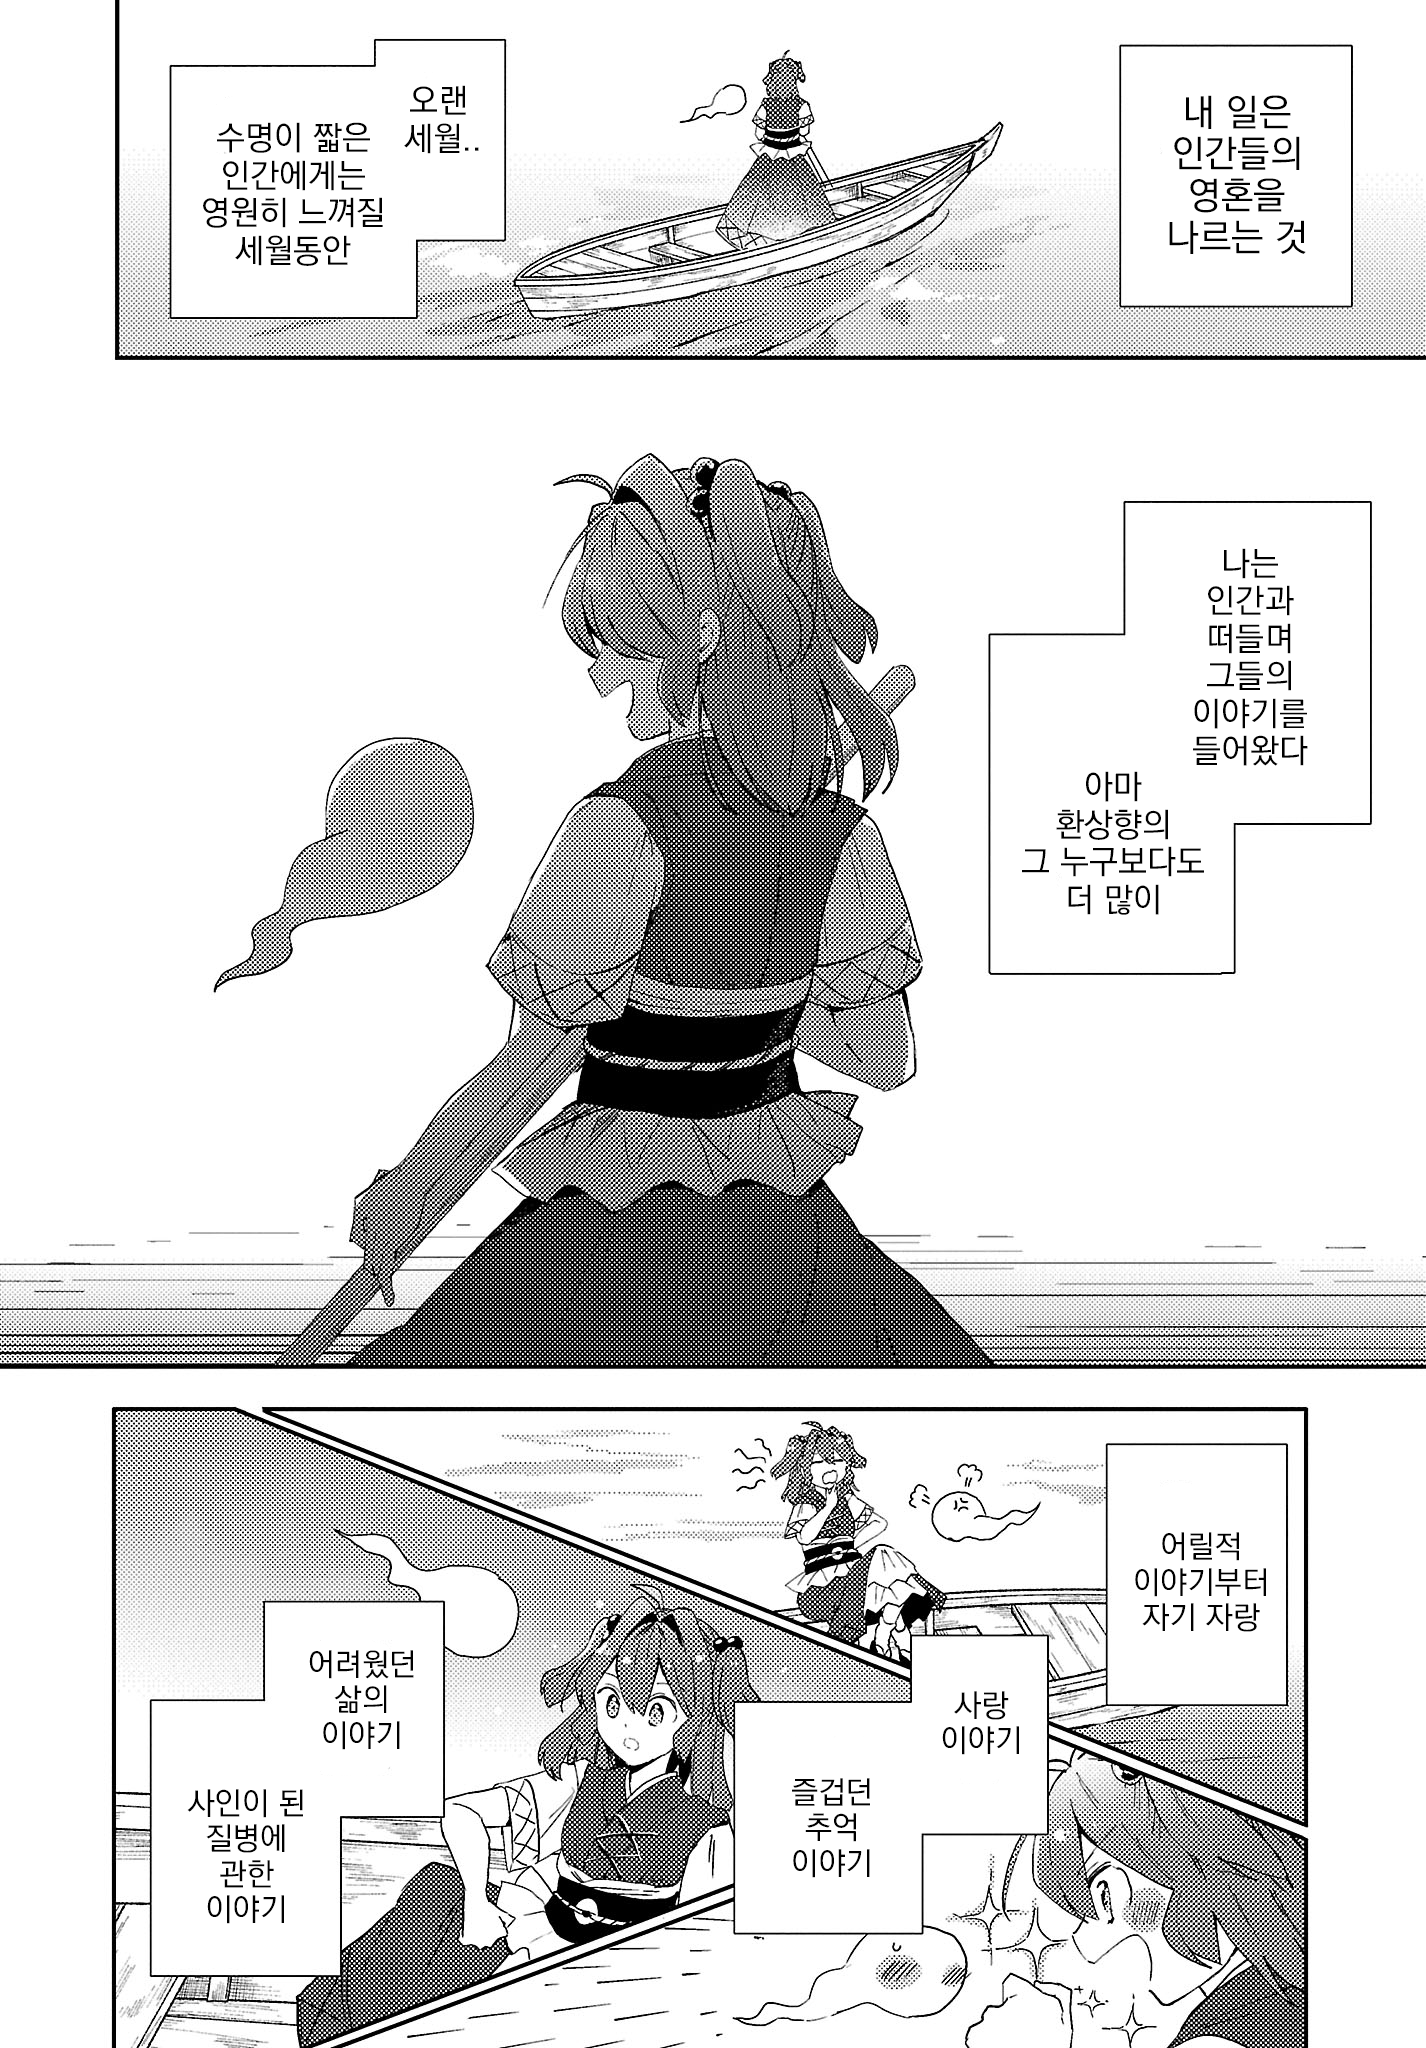 내 일은
인간들의
영혼을
나르는 것
오랜
세월..
수명이 짧은
인간에게는
영원히 느껴질
세월동안
나는
인간과
떠들며
그들의
이야기를
들어왔다
아마
환상향의
그 누구보다도
더 많이
어릴적
이야기부터
자기 자랑
사랑
이야기
즐겁던
추억
이야기
어려웠던
삶의
이야기
사인이 된
질병에
관한
이야기